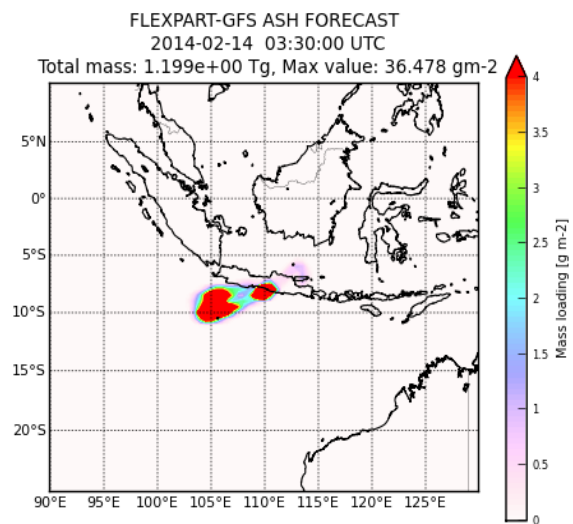 FLEXPART-GFS ASH FORECAST
2014-02-14 03:30:00 UTC
Total mass: 1.199e+00 Tg, Max value: 36.478 gm-2
5°N
0°
5°S
10°S
15°S
20°S
90°E 95°E 100°E 105°E 110°E 115°E 120°E 125°E
4
3.5
3
2.5
2
1.5
1
0.5
0
Mass loading [g m-2]